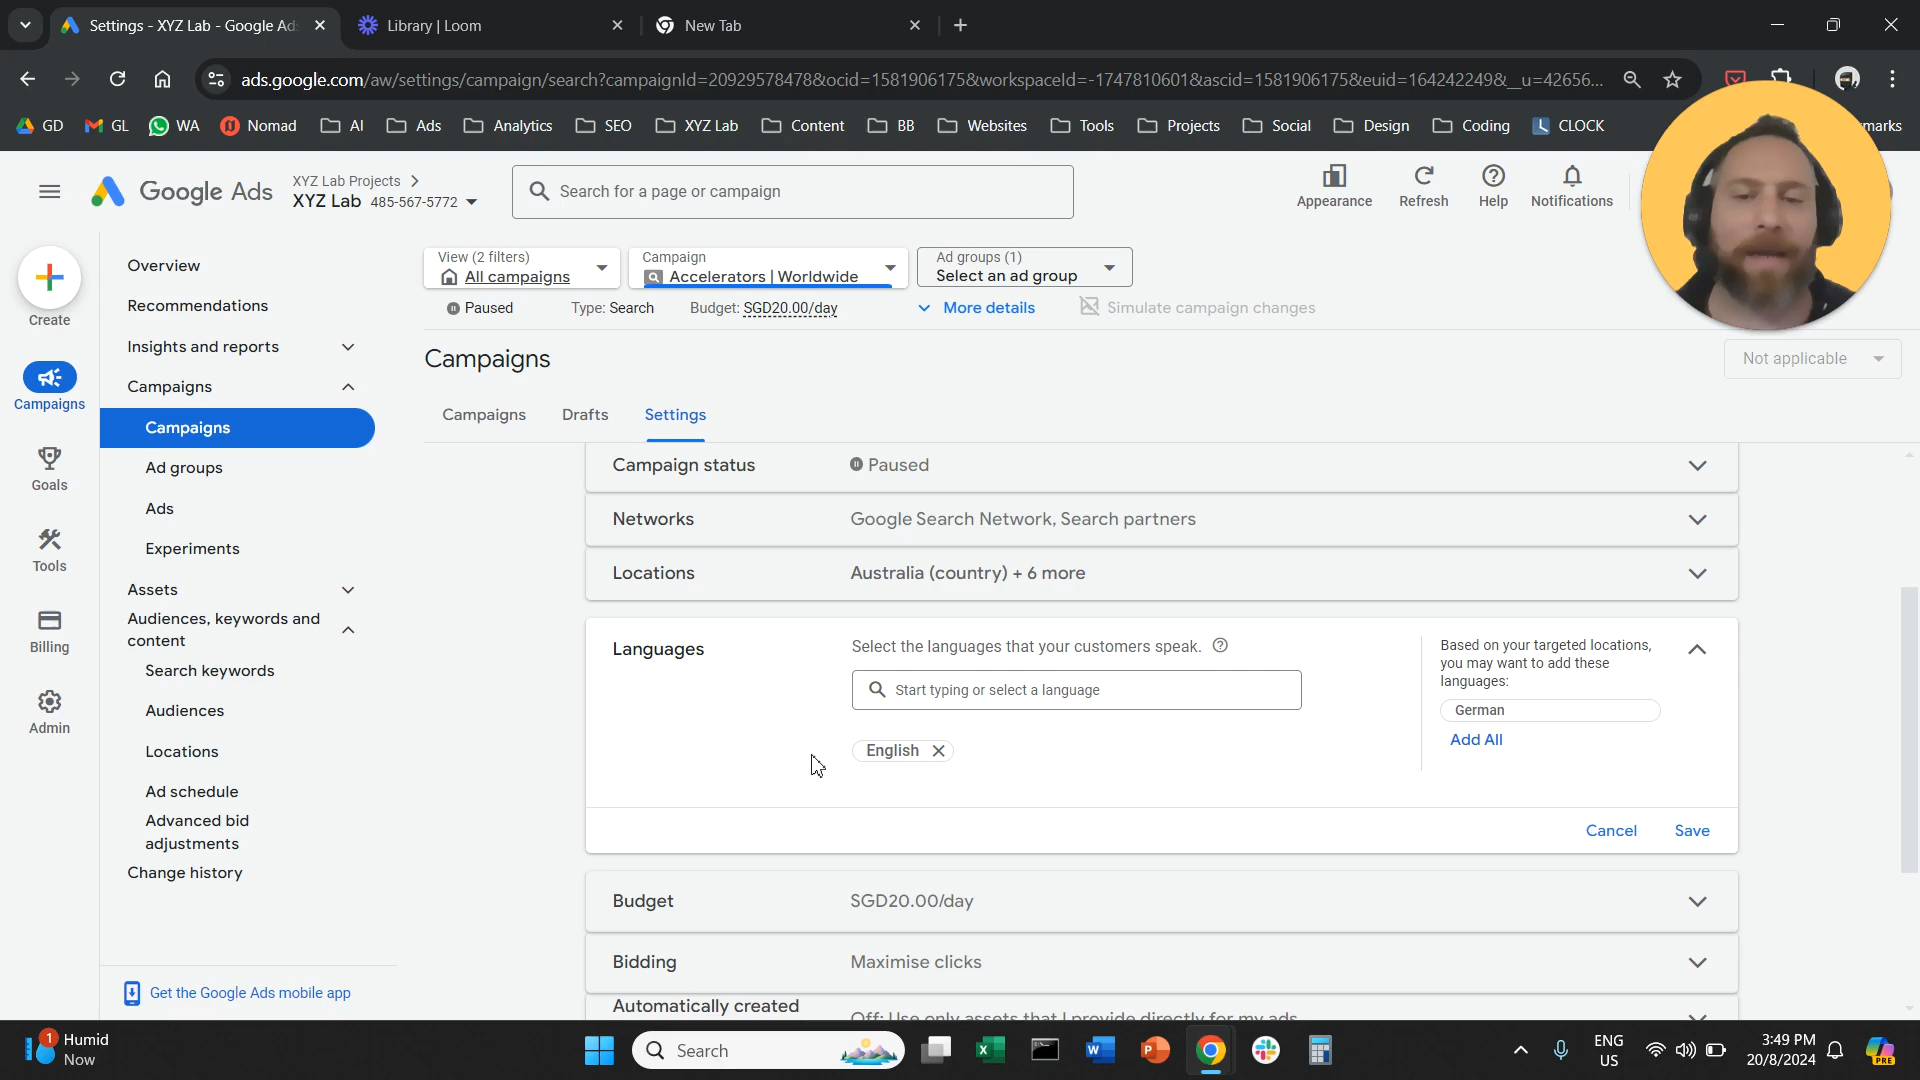 Settings - XYZ Lab - Google Ads
Library | Loom
New Tab
ads.google.com/aw/settings/campaign/search?campaignId=20929578478&ocid=1581906175&workspaceId=-1747810601&ascid=1581906175&euid=164242249&__u=42656...
GD
GL
WA
Nomad
AI
Ads
Analytics
SEO
XYZ Lab
Content
BB
Websites
Tools
Projects
Social
Design
Coding
CLOCK
marks
Google Ads
XYZ Lab Projects
XYZ Lab 485-567-5772
Search for a page or campaign
Appearance
Refresh
Help
Notifications
Create
Campaigns
Goals
Tools
Billing
Admin
Overview
Recommendations
Insights and reports
Campaigns
Campaigns
Ad groups
Ads
Experiments
Assets
Audiences, keywords and
content
Search keywords
Audiences
Locations
Ad schedule
Advanced bid
adjustments
Change history
Get the Google Ads mobile app
View (2 filters)
All campaigns
Campaign
Accelerators | Worldwide
Ad groups (1)
Select an ad group
Paused
Type: Search
Budget: SGD20.00/day
More details
Simulate campaign changes
Campaigns
Not applicable
Campaigns
Drafts
Settings
Campaign status
Paused
Networks
Google Search Network, Search partners
Locations
Australia (country) + 6 more
Languages
Select the languages that your customers speak.
Start typing or select a language
English
Based on your targeted locations,
you may want to add these
languages:
German
Add All
Cancel
Save
Budget
SGD20.00/day
Bidding
Maximise clicks
Automatically created
Off: Use only assets that I provide directly for my ads
1
Humid
Now
Search
ENG
US
3:49 PM
20/8/2024
PRE